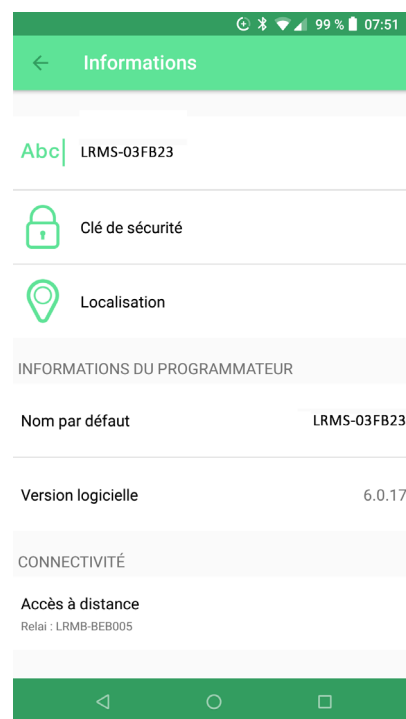 99 % 07:51
Informations
Abc LRMS-03FB23
Clé de sécurité
Localisation
INFORMATIONS DU PROGRAMMATEUR
Nom par défaut LRMS-03FB23
Version logicielle 6.0.17
CONNECTIVITÉ
Accès à distance
Relai : LRMB-BEB005